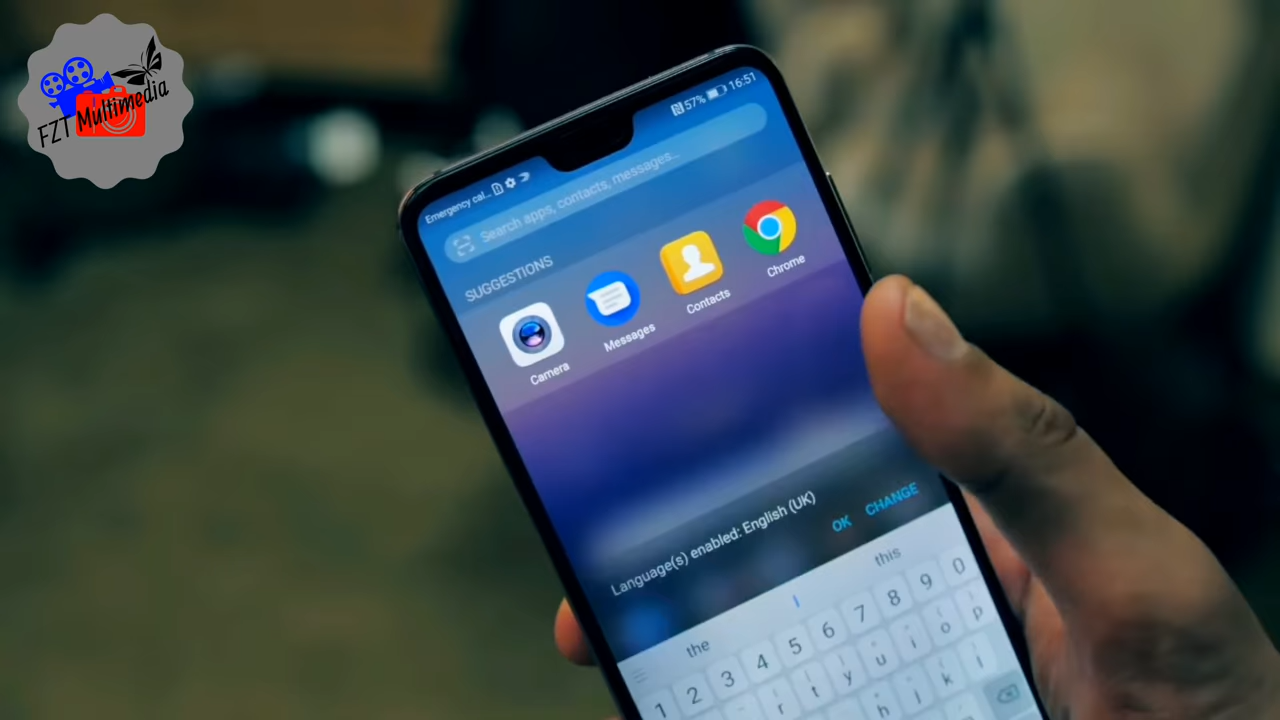 FZT Multimedia
57% 16:51
Emergency cal...
Search apps, contacts, messages...
SUGGESTIONS
Camera
Messages
Contacts
Chrome
Language(s) enabled: English (UK)
OK CHANGE
the I this
1 2 3 4 5 6 7 8 9 0
r t y u i o p
h j k l